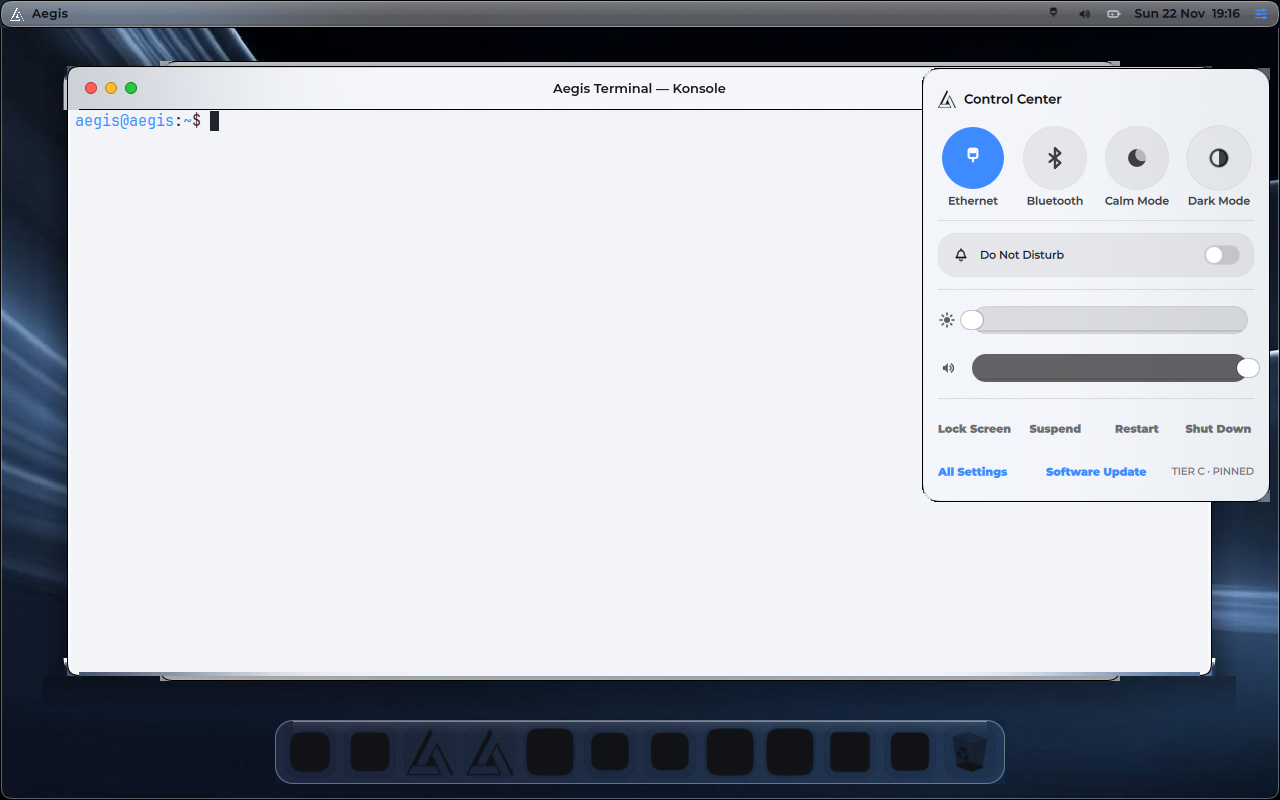 Aegis
Sun 22 Nov 19:16
Aegis Terminal — Konsole
aegis@aegis:~$
Control Center
Ethernet Bluetooth Calm Mode Dark Mode
Do Not Disturb
Lock Screen Suspend Restart Shut Down
All Settings Software Update TIER C · PINNED